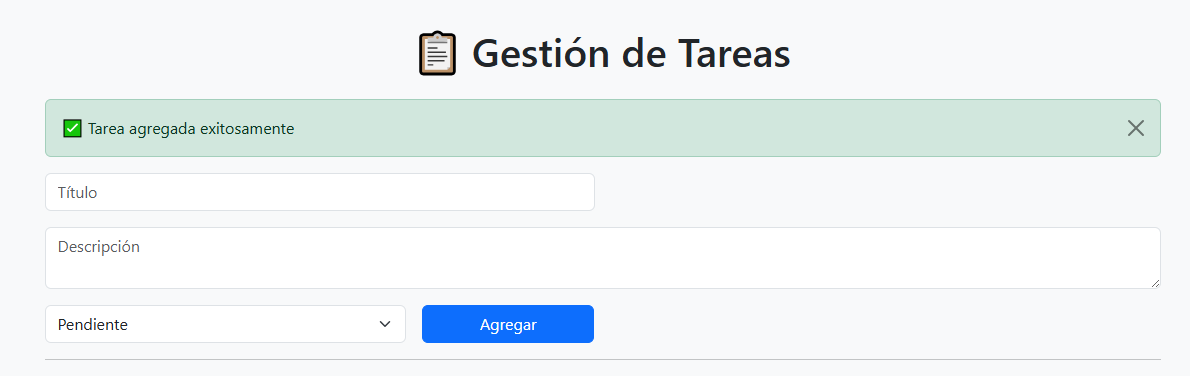 📋 Gestión de Tareas
✅ Tarea agregada exitosamente
Título
Descripción
Pendiente
Agregar